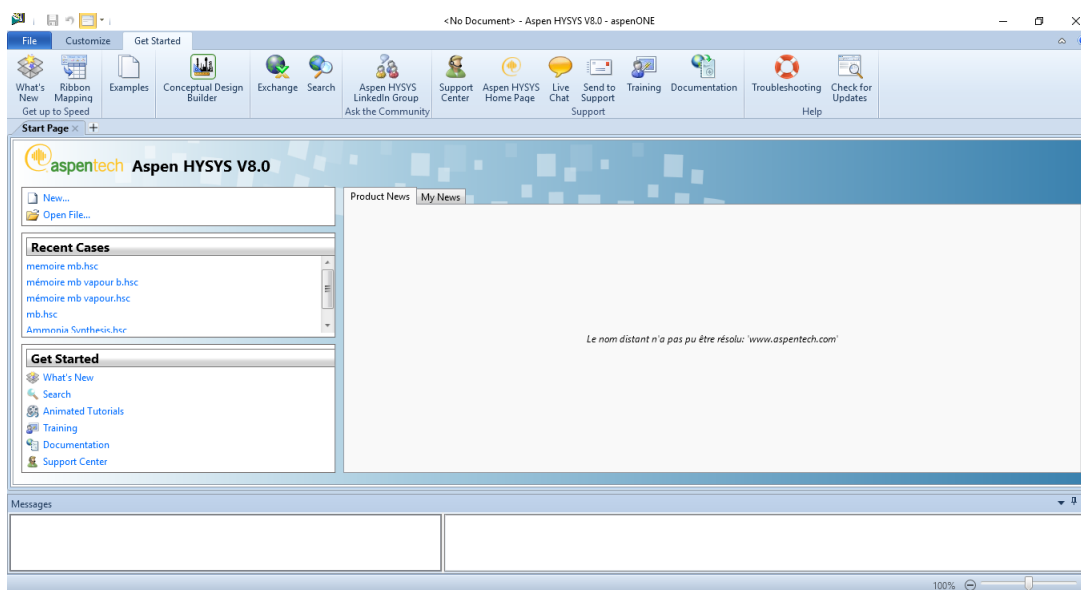 <No Document> - Aspen HYSYS V8.0 - aspenONE
File Customize Get Started
What's New
Ribbon Mapping
Examples
Conceptual Design Builder
Exchange
Search
Aspen HYSYS LinkedIn Group
Support Center
Aspen HYSYS Home Page
Live Chat
Send to Support
Training
Documentation
Troubleshooting
Check for Updates
Get up to Speed
Ask the Community
Support
Help
Start Page
aspentech Aspen HYSYS V8.0
New...
Open File...
Product News My News
Recent Cases
memoire mb.hsc
mémoire mb vapour b.hsc
mémoire mb vapour.hsc
mb.hsc
Ammonia Synthesis.hsc
Le nom distant n'a pas pu être résolu: 'www.aspentech.com'
Get Started
What's New
Search
Animated Tutorials
Training
Documentation
Support Center
Messages
100%